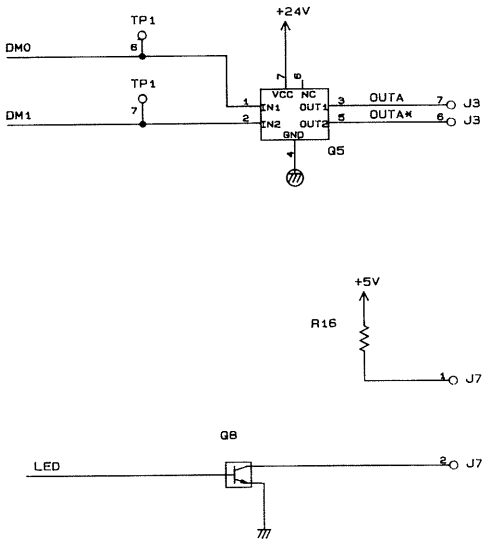 +24V
TP1
6
DM0
7
6
VCC
NC
1
IN1
OUT1
3
OUTA
7
J3
TP1
7
DM1
2
IN2
OUT2
5
OUTA*
6
J3
GND
4
Q5
+5V
R16
1
J7
Q8
LED
2
J7